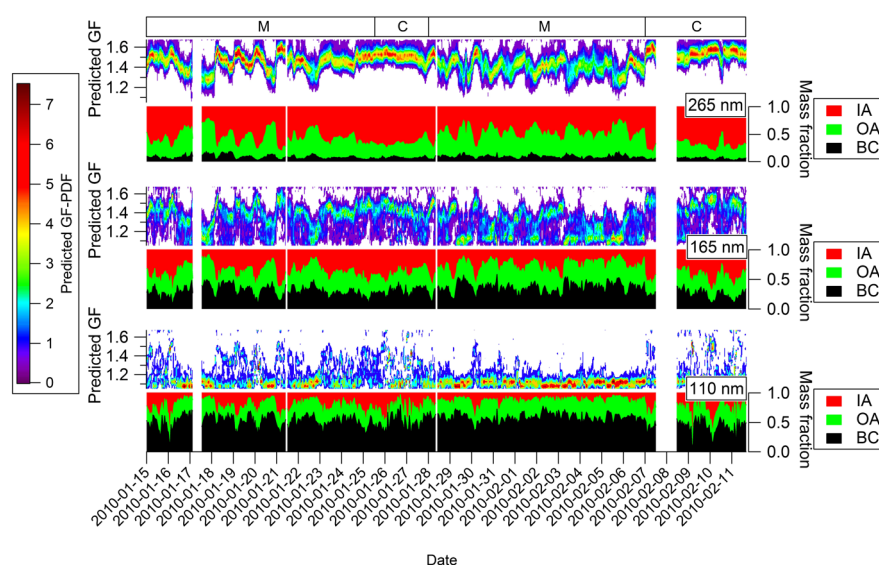 M C M C
Predicted GF-PDF
7
6
5
4
3
2
1
0
Predicted GF
1.6
1.4
1.2
265 nm
1.0
0.5
0.0
Mass fraction
IA
OA
BC
Predicted GF
1.6
1.4
1.2
165 nm
1.0
0.5
0.0
Mass fraction
IA
OA
BC
Predicted GF
1.6
1.4
1.2
110 nm
1.0
0.5
0.0
Mass fraction
IA
OA
BC
2010-01-15
2010-01-16
2010-01-17
2010-01-18
2010-01-19
2010-01-20
2010-01-21
2010-01-22
2010-01-23
2010-01-24
2010-01-25
2010-01-26
2010-01-27
2010-01-28
2010-01-29
2010-01-30
2010-01-31
2010-02-01
2010-02-02
2010-02-03
2010-02-04
2010-02-05
2010-02-06
2010-02-07
2010-02-08
2010-02-09
2010-02-10
2010-02-11
Date